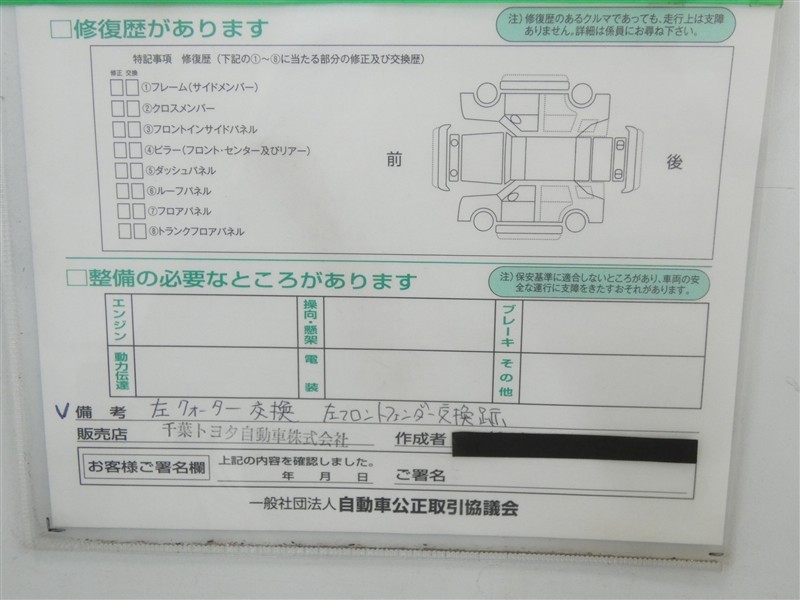 □修復歴があります
注）修復歴のあるクルマであっても、走行上は支障
ありません。詳細は係員にお尋ね下さい。
特記事項 修復歴（下記の①～⑧に当たる部分の修正及び交換歴）
修正 交換
□□①フレーム（サイドメンバー）
□□②クロスメンバー
□□③フロントインサイドパネル
□□④ピラー（フロント・センター及びリアー）
□□⑤ダッシュパネル
□□⑥ルーフパネル
□□⑦フロアパネル
□□⑧トランクフロアパネル
前
後
□整備の必要なところがあります
注）保安基準に適合しないところがあり、車両の安
全な運行に支障をきたすおそれがあります。
エンジン
操向・懸架
ブレーキ
動力伝達
電装
その他
✓備考 左クォーター交換 左フロントフェンダー交換跡
販売店 千葉トヨタ自動車株式会社 作成者
お客様ご署名欄
上記の内容を確認しました。
年 月 日 ご署名
一般社団法人 自動車公正取引協議会